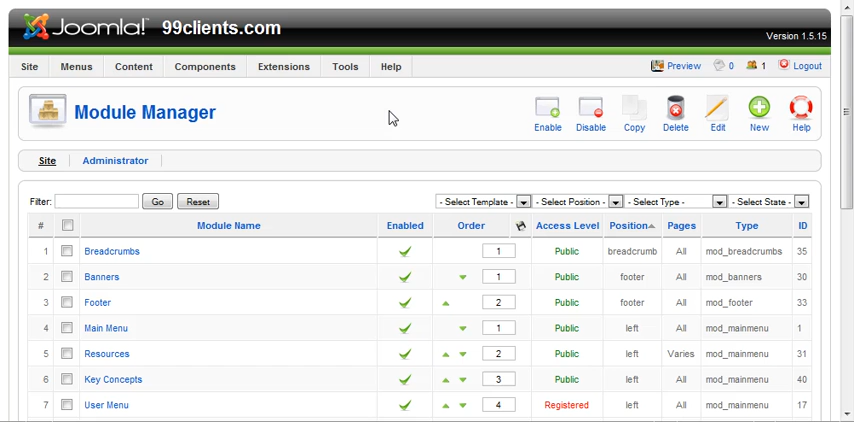 Joomla!™ 99clients.com
Version 1.5.15
Site Menus Content Components Extensions Tools Help Preview 0 1 Logout
Module Manager
Enable Disable Copy Delete Edit New Help
Site Administrator
Filter: Go Reset - Select Template - - Select Position - - Select Type - - Select State -
# Module Name Enabled Order Access Level Position Pages Type ID
1 Breadcrumbs 1 Public breadcrumb All mod_breadcrumbs 35
2 Banners 1 Public footer All mod_banners 30
3 Footer 2 Public footer All mod_footer 33
4 Main Menu 1 Public left All mod_mainmenu 1
5 Resources 2 Public left Varies mod_mainmenu 31
6 Key Concepts 3 Public left All mod_mainmenu 40
7 User Menu 4 Registered left All mod_mainmenu 17